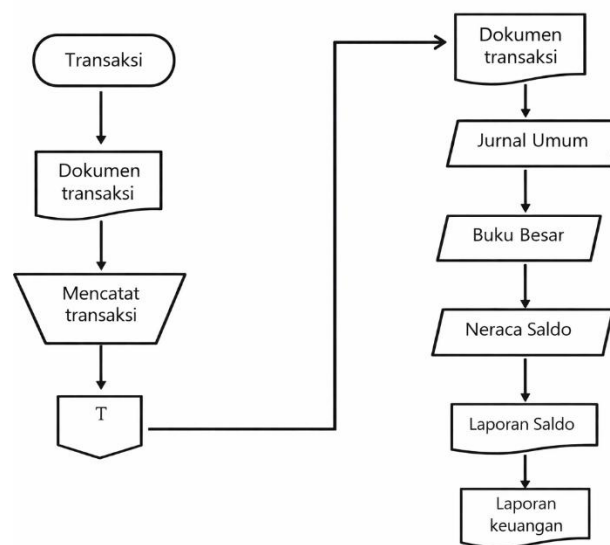 Transaksi
Dokumen
transaksi
Mencatat
transaksi
T
Dokumen
transaksi
Jurnal Umum
Buku Besar
Neraca Saldo
Laporan Saldo
Laporan
keuangan